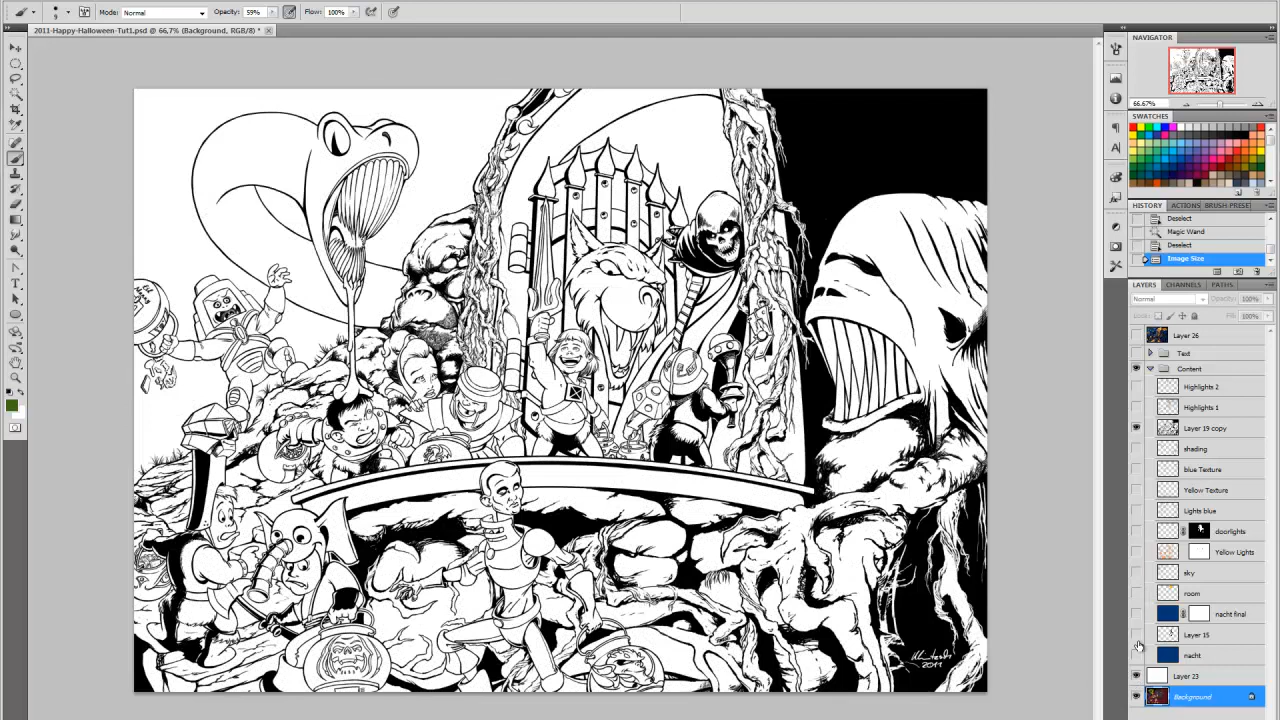 Mode: Normal Opacity: 59% Flow: 100%
2011-Happy-Halloween-Tut1.psd @ 66,7% (Background, RGB/8) *
NAVIGATOR
66.67%
SWATCHES
HISTORY ACTIONS BRUSH PRESE
Deselect
Magic Wand
Deselect
Image Size
LAYERS CHANNELS PATHS
Normal Opacity: 100%
Lock: Fill: 100%
Layer 26
Text
Content
Highlights 2
Highlights 1
Layer 19 copy
shading
blue Texture
Yellow Texture
Lights blue
doorlights
Yellow Lights
sky
room
nacht final
Layer 15
nacht
Layer 23
Background
2011